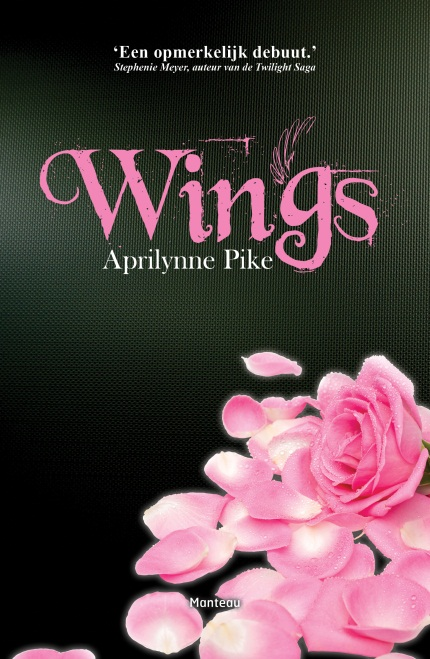 ‘Een opmerkelijk debuut.’
Stephenie Meyer, auteur van de Twilight Saga
Wings
Aprilynne Pike
Manteau